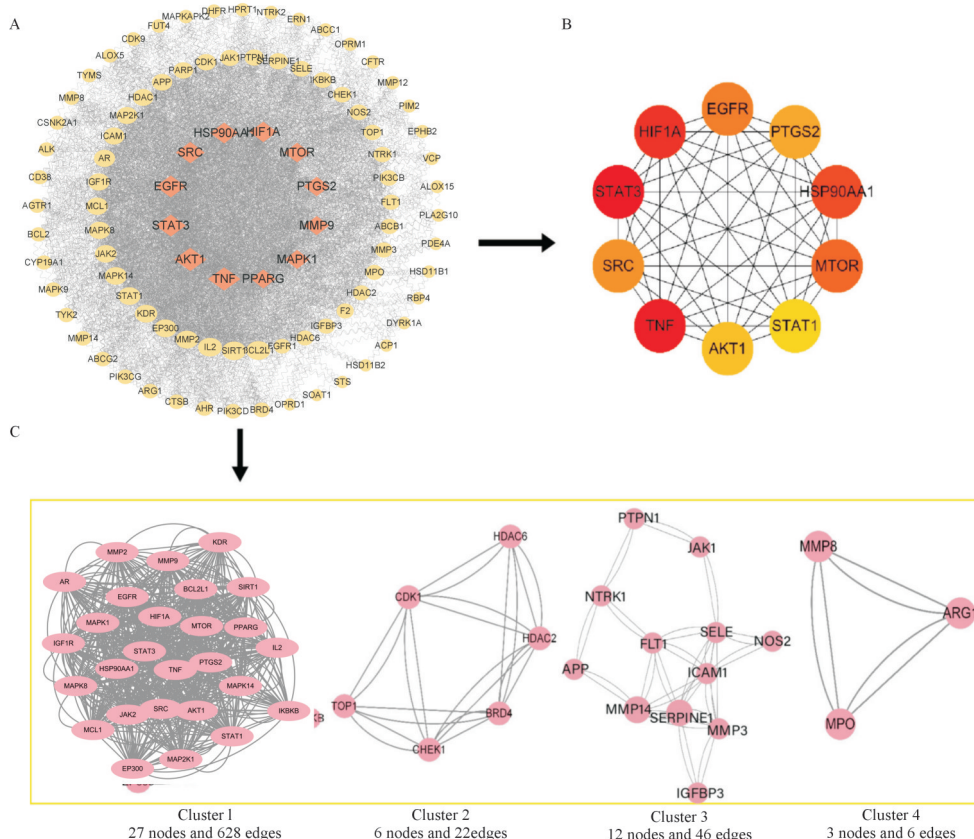 A
DHFR
HPRT1
NTRK2
MAPKAPK2
ERN1
FUT4
ABCC1
CDK9
OPRM1
ALOX5
CFTR
TYMS
MMP12
MMP8
PIM2
CSNK2A1
EPHB2
ALK
VCP
CD38
ALOX15
AGTR1
PLA2G10
BCL2
PDE4A
CYP19A1
HSD11B1
MAPK9
RBP4
TYK2
DYRK1A
MMP14
ACP1
ABCG2
HSD11B2
PIK3CG
STS
ARG1
SOAT1
CTSB
OPRD1
AHR
PIK3CD
BRD4
JAK1
PTPN1
CDK1
SERPINE1
PARP1
SELE
APP
IKBKB
HDAC1
CHEK1
MAP2K1
NOS2
ICAM1
TOP1
AR
NTRK1
IGF1R
PIK3CB
MCL1
FLT1
MAPK8
ABCB1
JAK2
MMP3
MAPK14
MPO
STAT1
HDAC2
KDR
F2
EP300
IGFBP3
MMP2
HDAC6
IL2
SIRT1
BCL2L1
FGFR1
HSP90AA1
HIF1A
SRC
MTOR
EGFR
PTGS2
STAT3
MMP9
AKT1
MAPK1
TNF
PPARG
B
EGFR
HIF1A
PTGS2
STAT3
HSP90AA1
SRC
MTOR
TNF
STAT1
AKT1
C
KDR
MMP2
MMP9
AR
BCL2L1
SIRT1
EGFR
HIF1A
MAPK1
MTOR
PPARG
IGF1R
IL2
STAT3
PTGS2
HSP90AA1
TNF
MAPK8
MAPK14
SRC
AKT1
JAK2
IKBKB
MCL1
STAT1
MAP2K1
EP300
KB
HDAC6
CDK1
HDAC2
TOP1
BRD4
CHEK1
PTPN1
JAK1
NTRK1
SELE
FLT1
NOS2
APP
ICAM1
MMP14
SERPINE1
MMP3
IGFBP3
MMP8
ARG1
MPO
Cluster 1
27 nodes and 628 edges
Cluster 2
6 nodes and 22edges
Cluster 3
12 nodes and 46 edges
Cluster 4
3 nodes and 6 edges